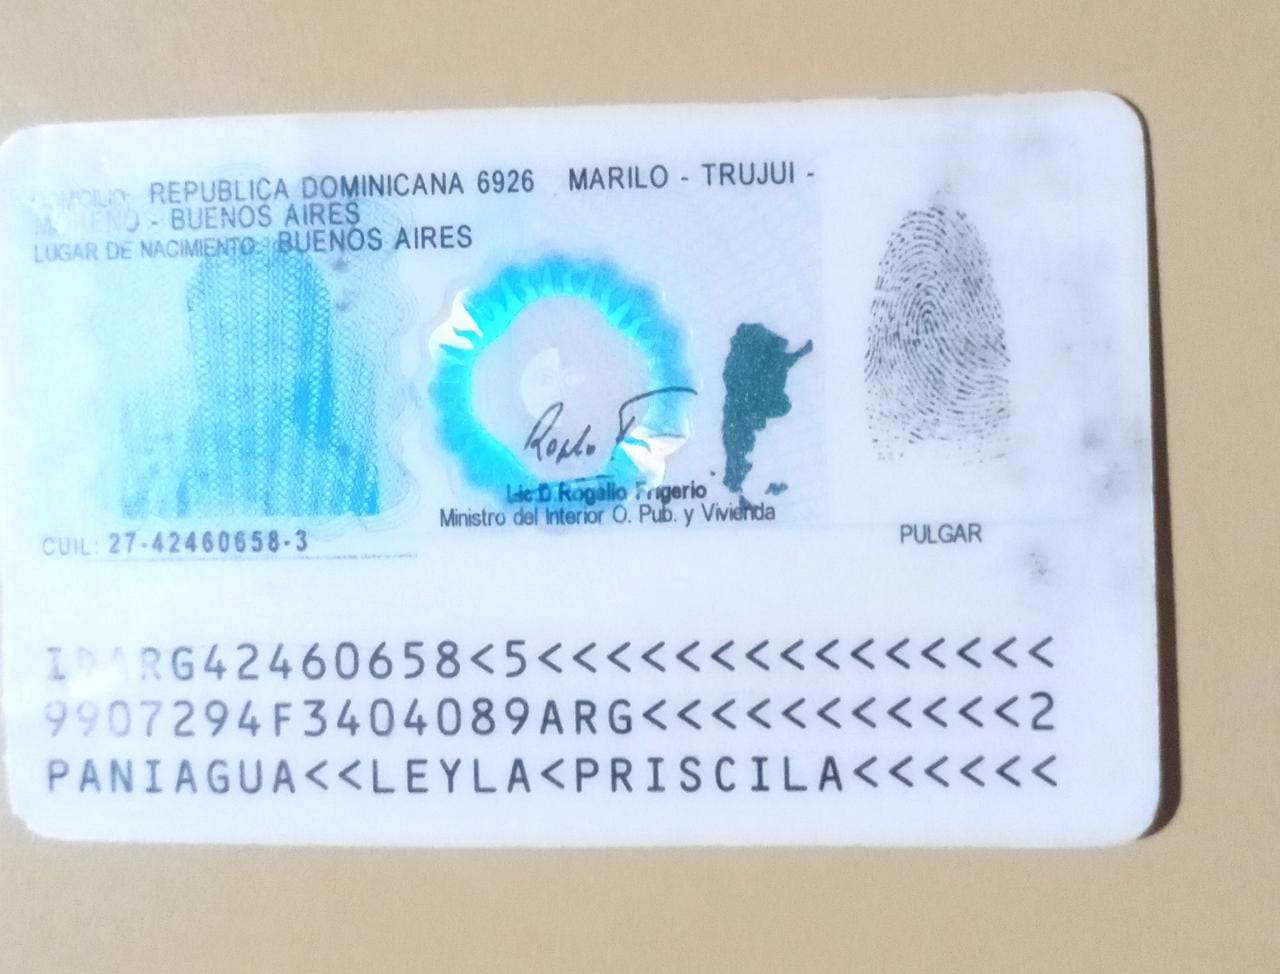 DOMICILIO: REPUBLICA DOMINICANA 6926 MARILO - TRUJUI -
MORENO - BUENOS AIRES
LUGAR DE NACIMIENTO: BUENOS AIRES
Lic D Rogelio Frigerio
Ministro del Interior O. Pub. y Vivienda
PULGAR
CUIL: 27-42460658-3
IDARG42460658<5<<<<<<<<<<<<<<<
9907294F3404089ARG<<<<<<<<<<<2
PANIAGUA<<LEYLA<PRISCILA<<<<<<